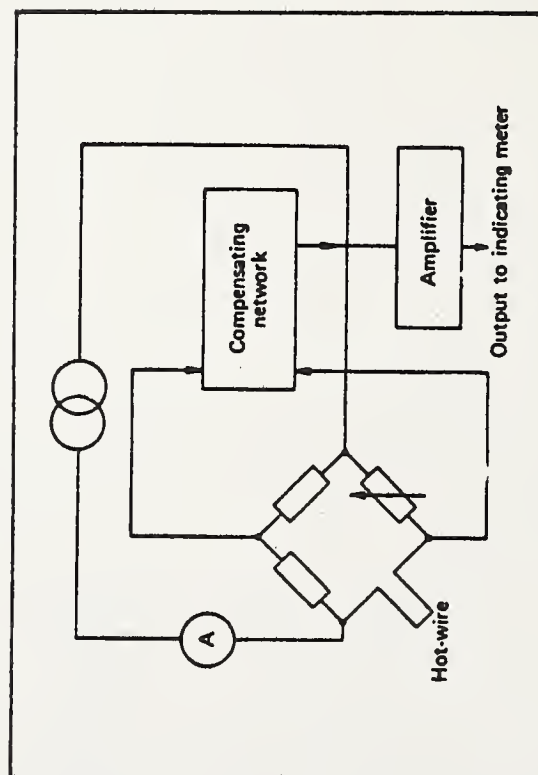 A
Compensating
network
Amplifier
Hot-wire
Output to indicating meter